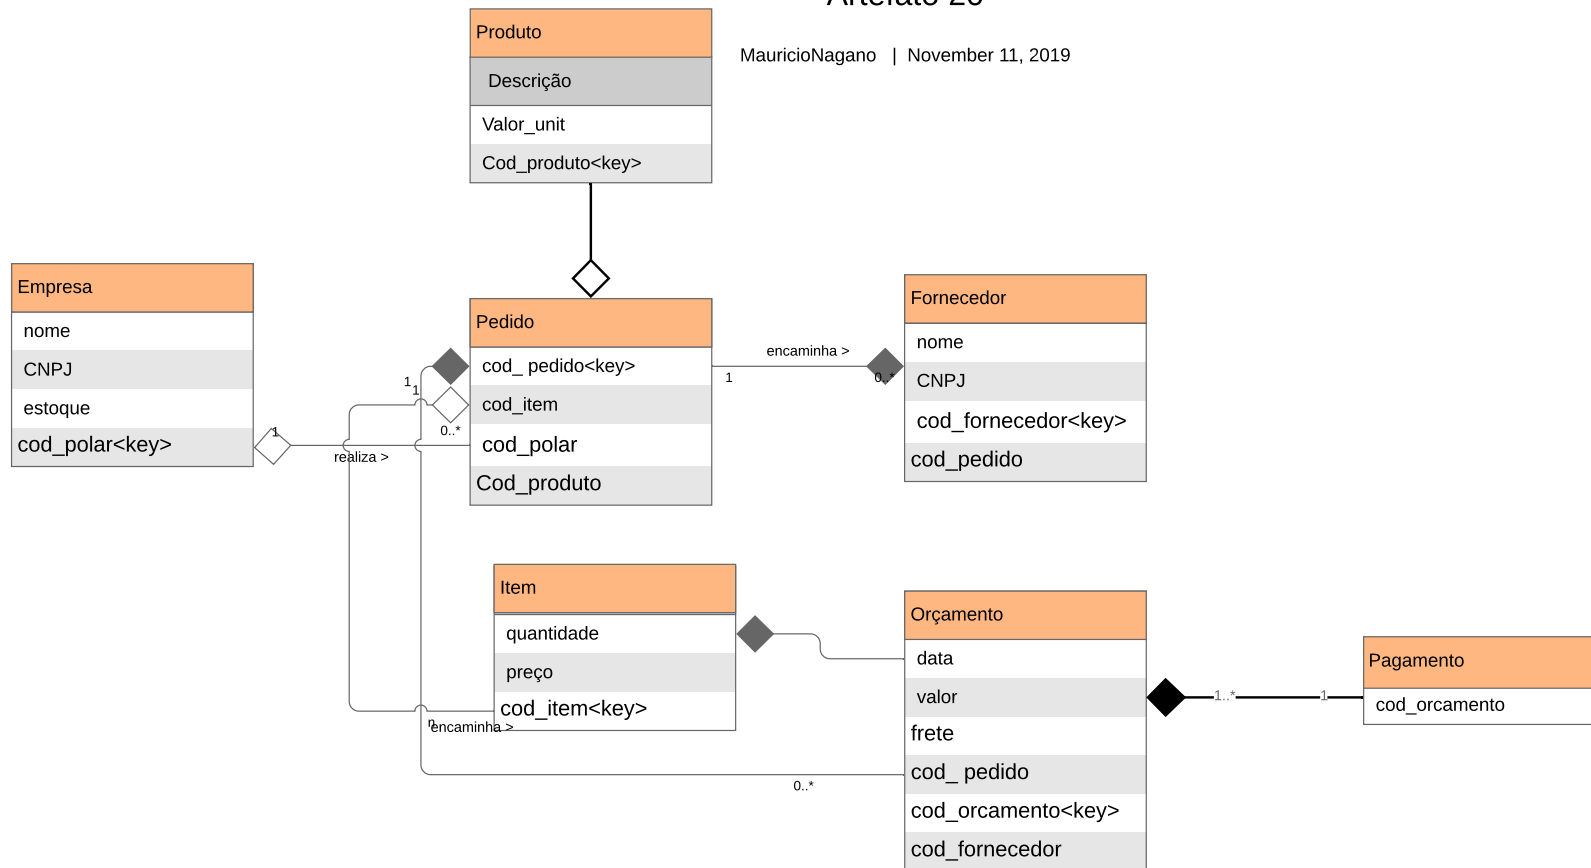 Artefato 20
MauricioNagano | November 11, 2019
Produto
Descrição
Valor_unit
Cod_produto<key>
Empresa
nome
CNPJ
estoque
cod_polar<key>
1
realiza >
0..*
1
1
Pedido
cod_ pedido<key>
cod_item
cod_polar
Cod_produto
encaminha >
1
0..*
Fornecedor
nome
CNPJ
cod_fornecedor<key>
cod_pedido
Item
quantidade
preço
cod_item<key>
n
encaminha >
0..*
Orçamento
data
valor
frete
cod_ pedido
cod_orcamento<key>
cod_fornecedor
1..*
1
Pagamento
cod_orcamento